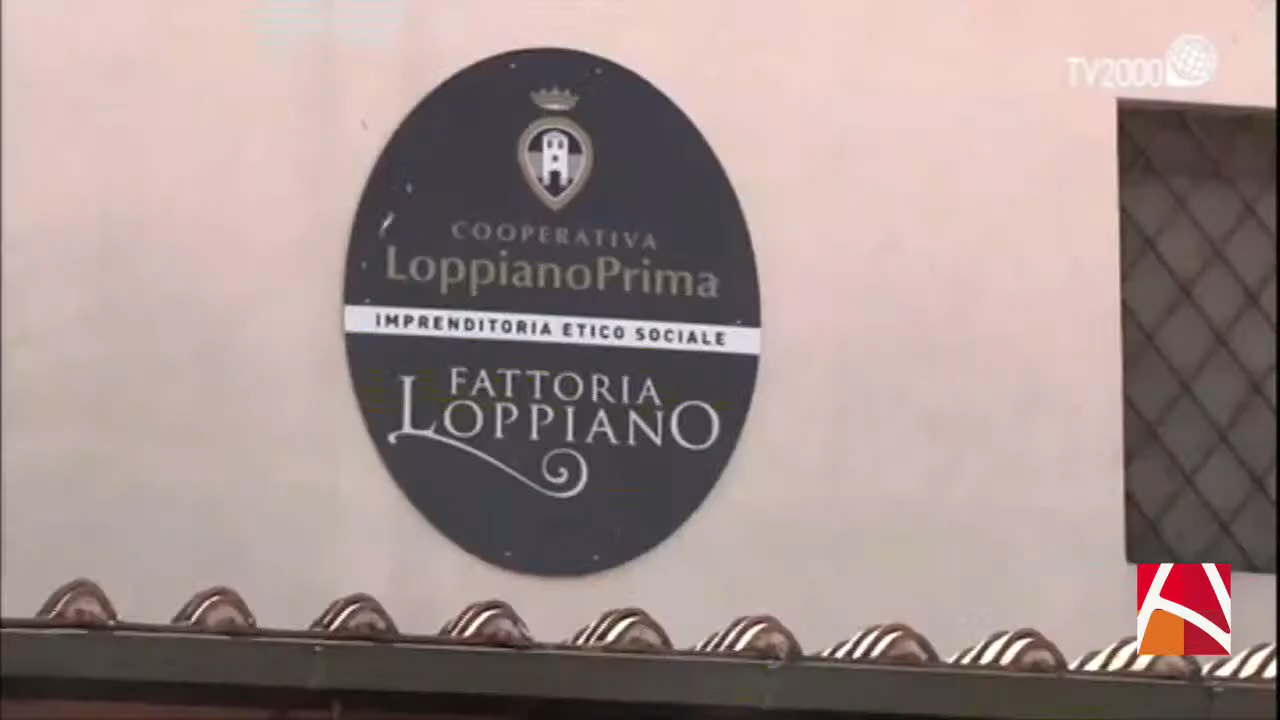 TV2000
COOPERATIVA
LoppianoPrima
IMPRENDITORIA ETICO SOCIALE
FATTORIA
LOPPIANO